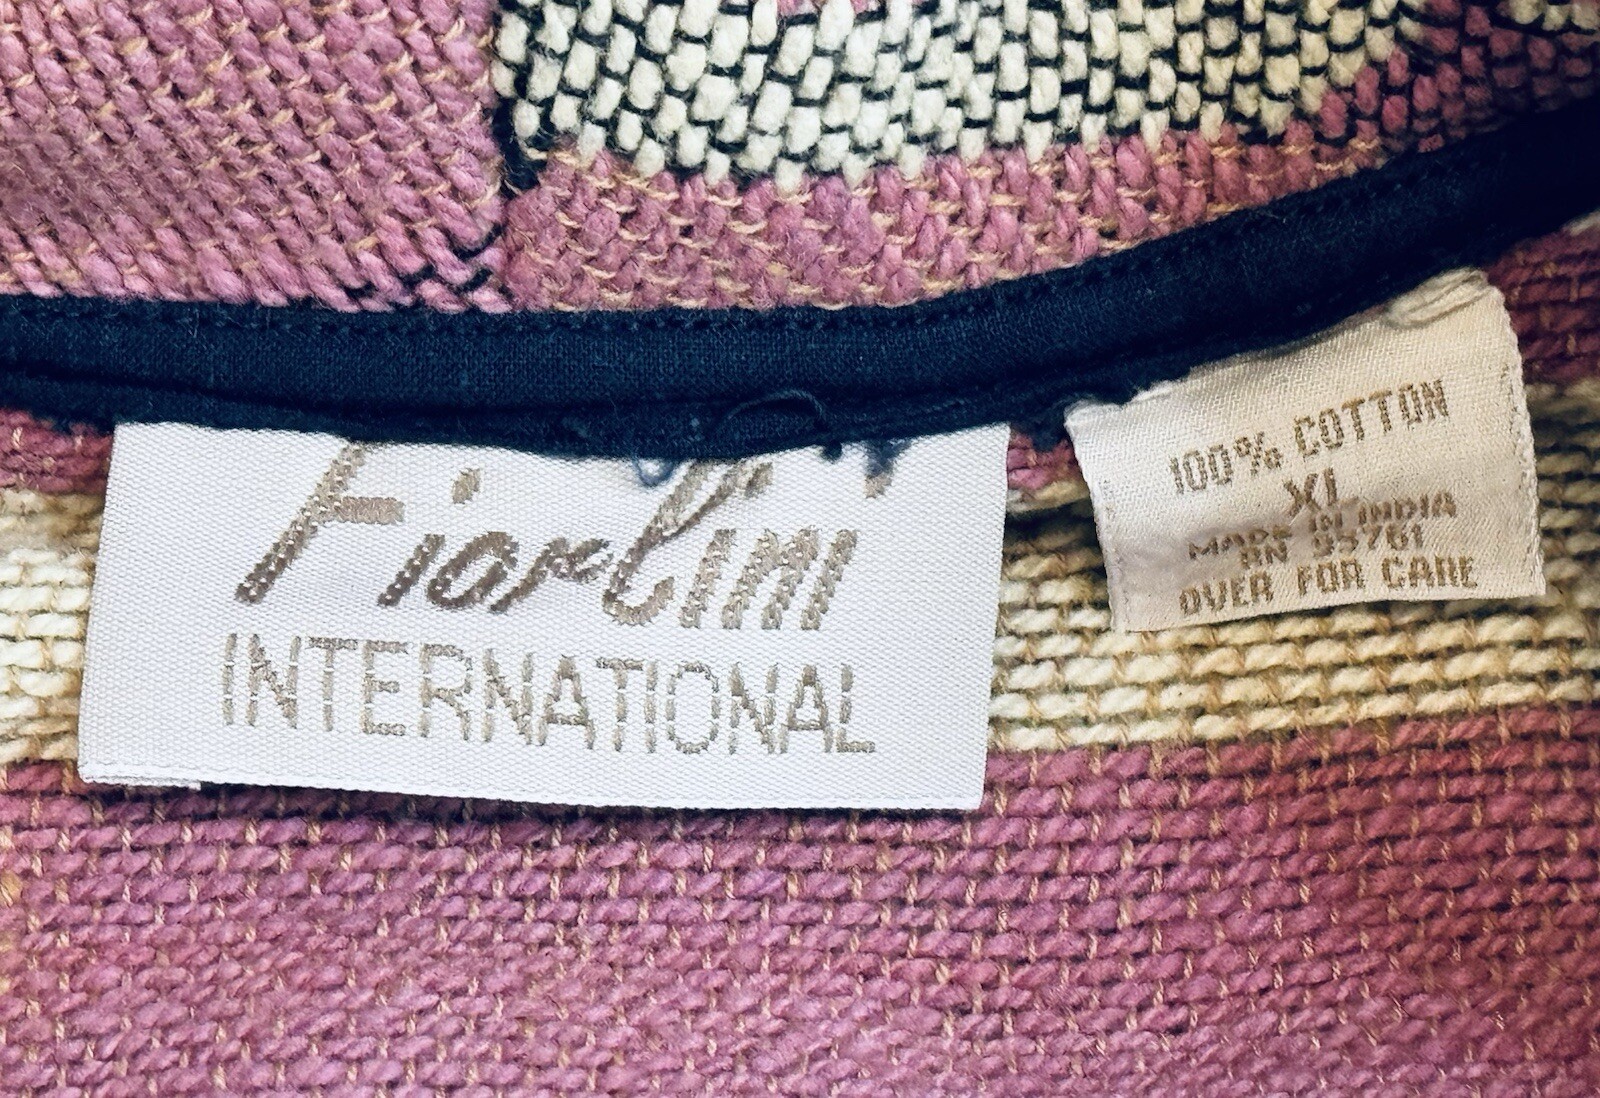 Fiorlini
INTERNATIONAL
100% COTTON
XL
MADE IN INDIA
RN 95761
OVER FOR CARE